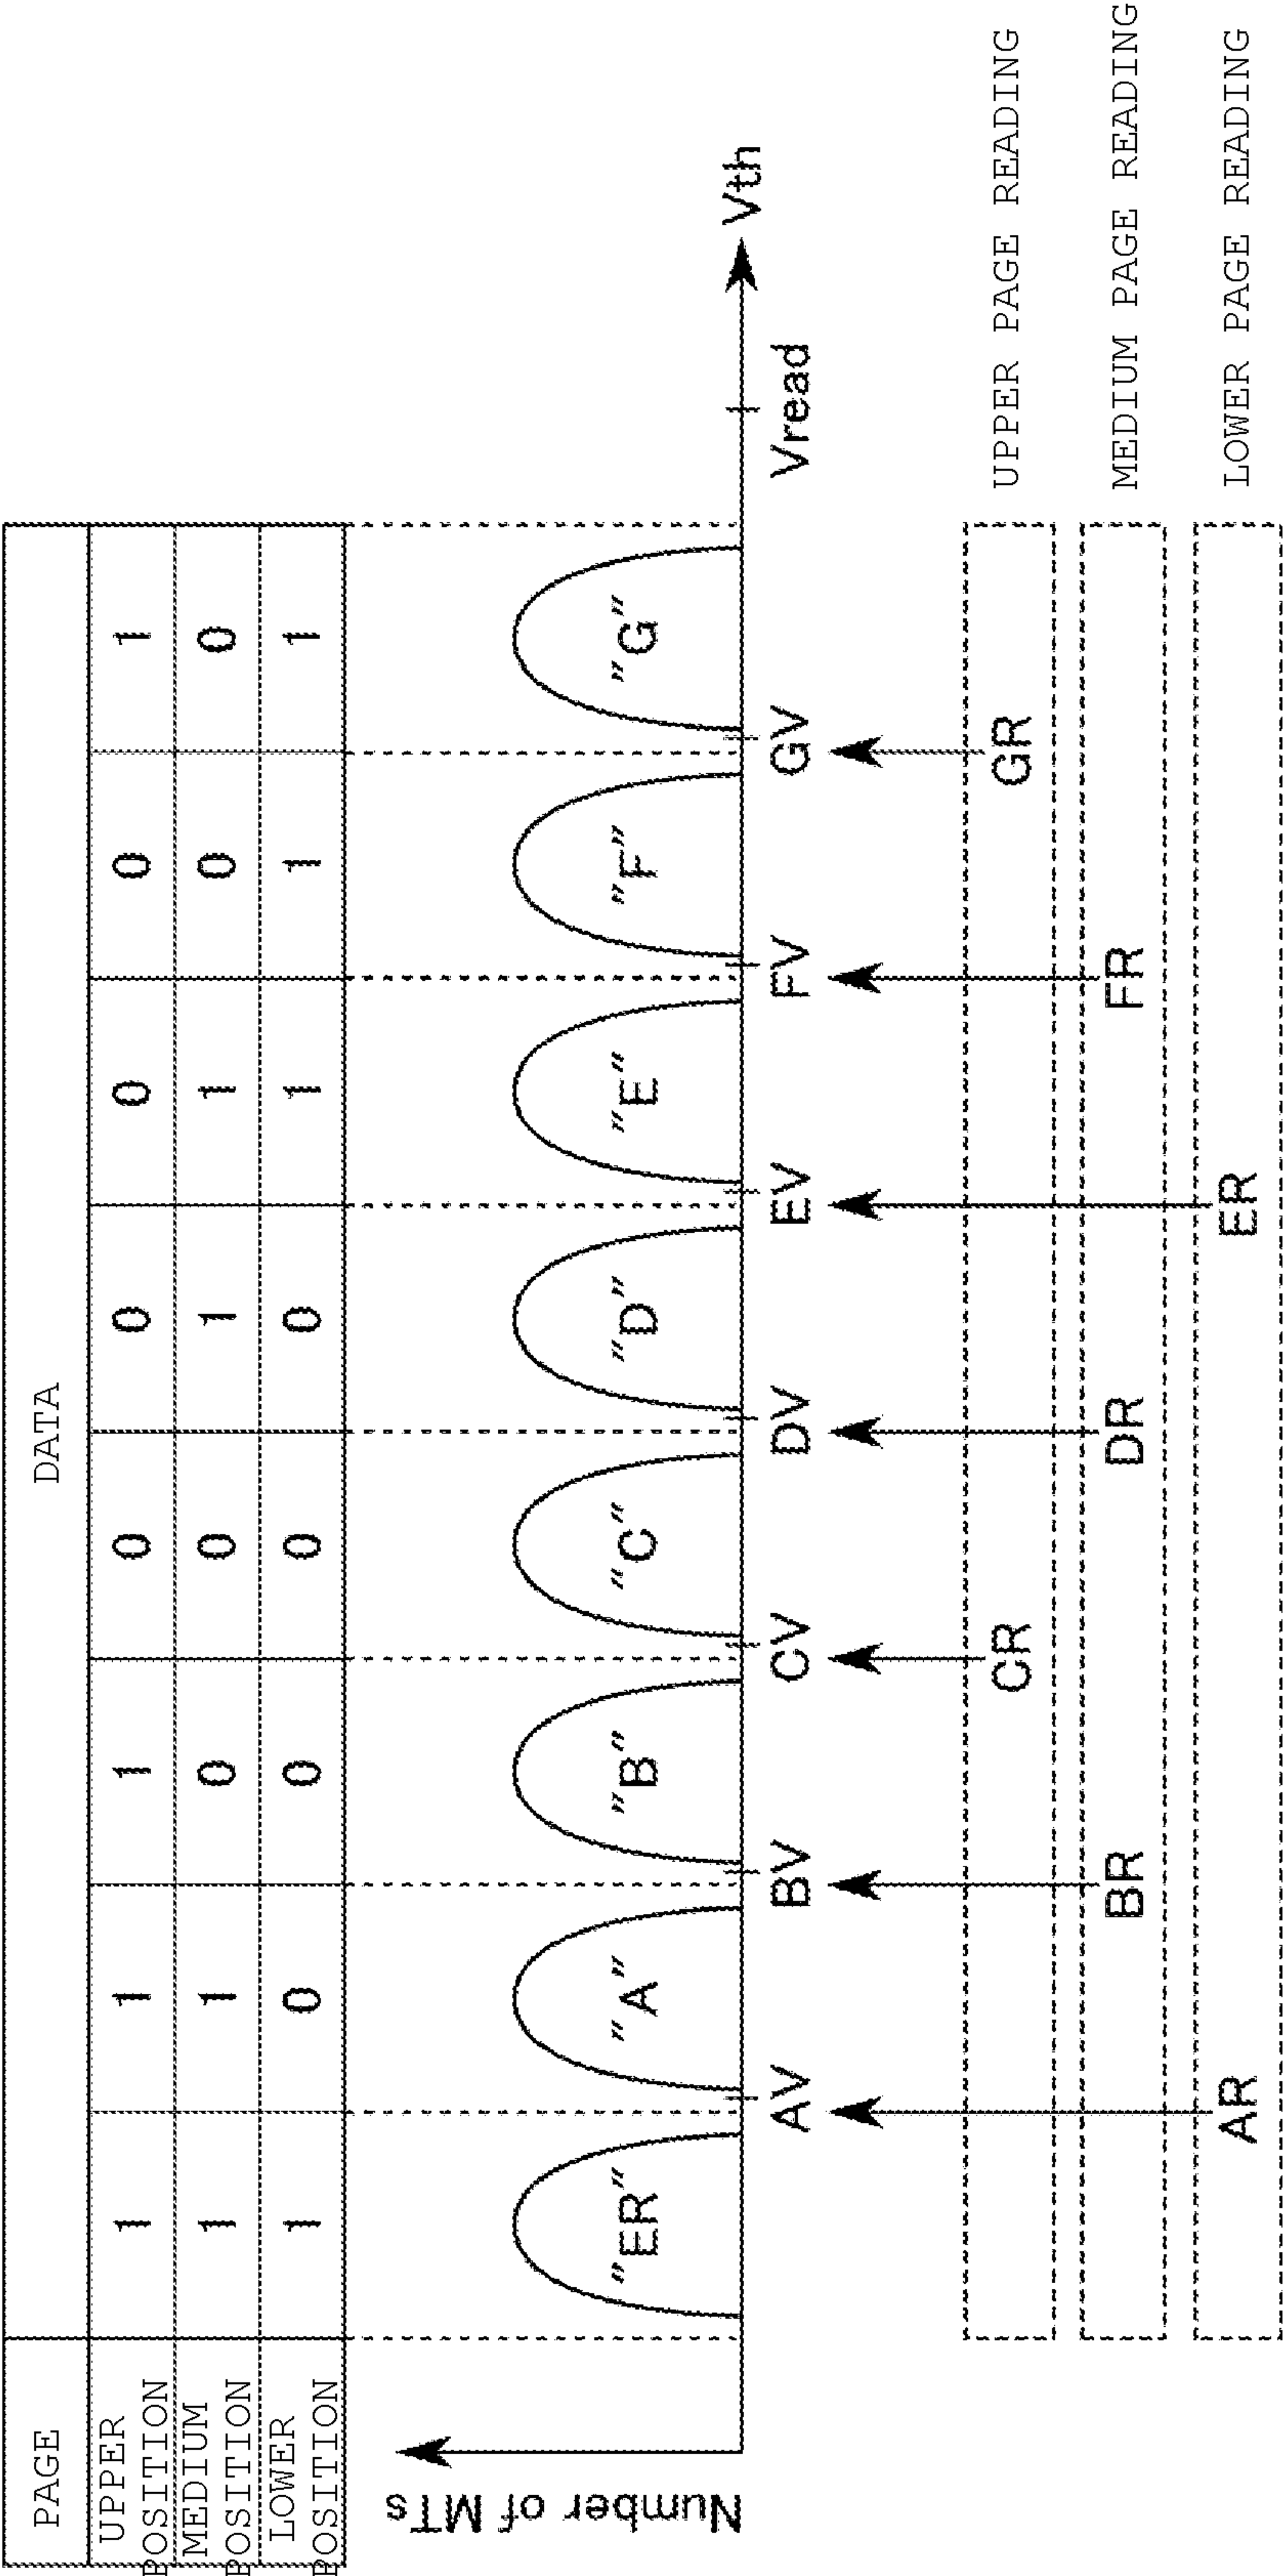 PAGE DATA
UPPER POSITION 1 1 1 0 0 0 0 1
MEDIUM POSITION 1 1 0 0 1 1 0 0
LOWER POSITION 1 0 0 0 0 1 1 1
Number of MTs
"ER" "A" "B" "C" "D" "E" "F" "G"
AV BV CV DV EV FV GV Vread Vth
CR GR UPPER PAGE READING
BR DR FR MEDIUM PAGE READING
AR ER LOWER PAGE READING